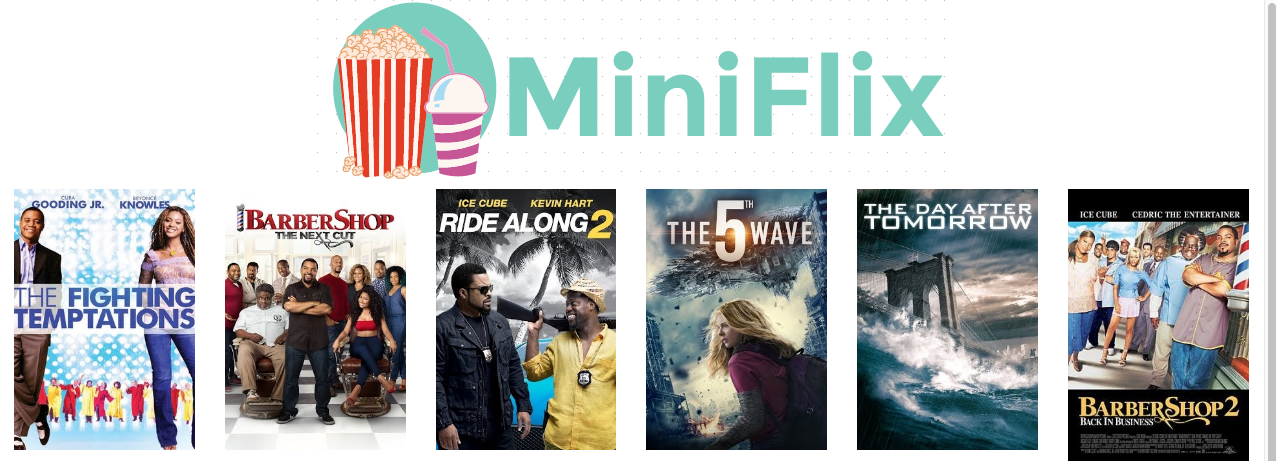 MiniFlix
CUBA
GOODING JR.
BEYONCÉ
KNOWLES
THE FIGHTING
TEMPTATIONS
BARBERSHOP
THE NEXT CUT
ICE CUBE KEVIN HART
RIDE ALONG 2
THE 5TH WAVE
THE DAY AFTER
TOMORROW
ICE CUBE CEDRIC THE ENTERTAINER
BARBERSHOP 2
BACK IN BUSINESS